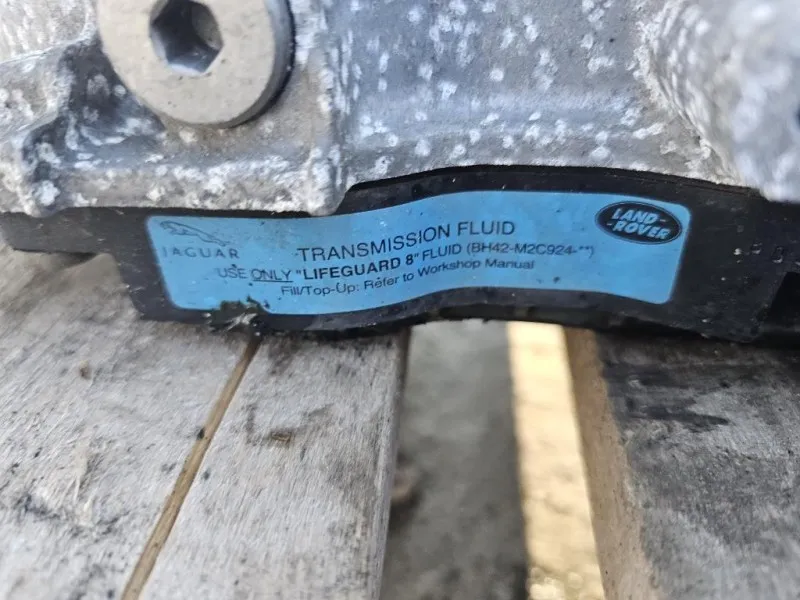 JAGUAR
LAND-
-ROVER
TRANSMISSION FLUID
USE ONLY "LIFEGUARD 8" FLUID (BH42-M2C924-**)
Fill/Top-Up: Refer to Workshop Manual